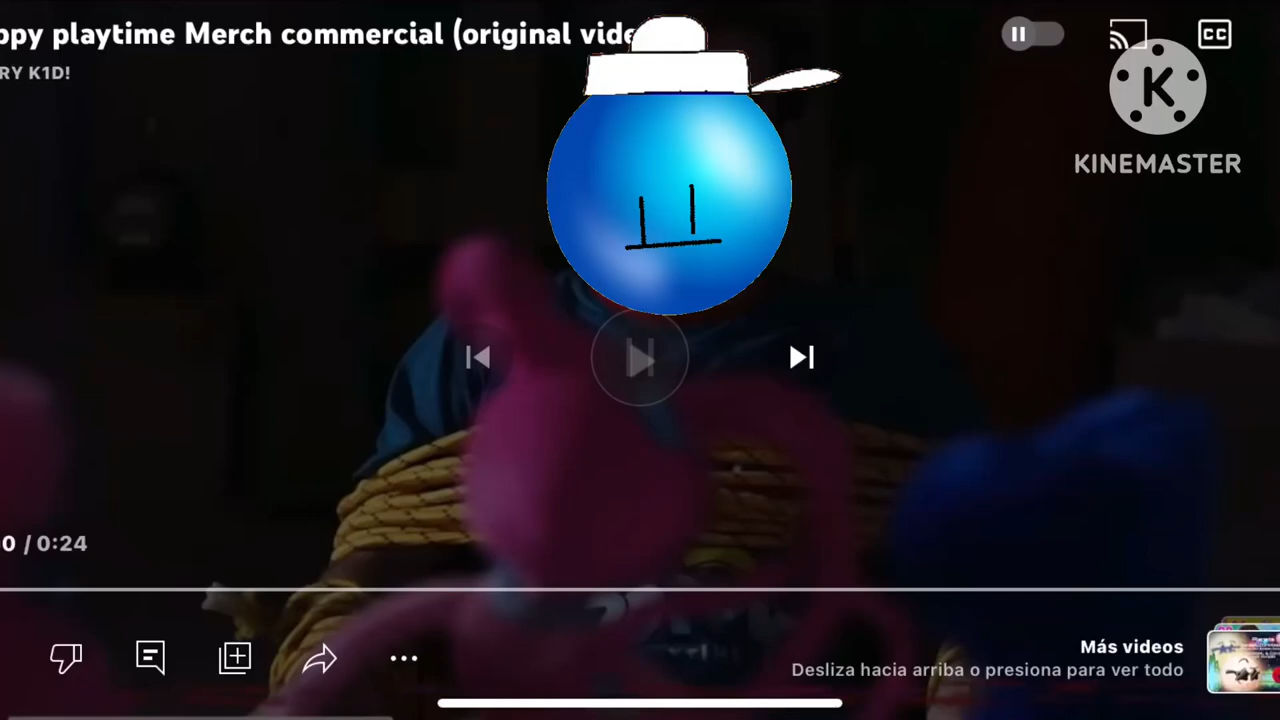 ppy playtime Merch commercial (original vide
RY K1D!
CC
K
KINEMASTER
0 / 0:24
Más videos
Desliza hacia arriba o presiona para ver todo